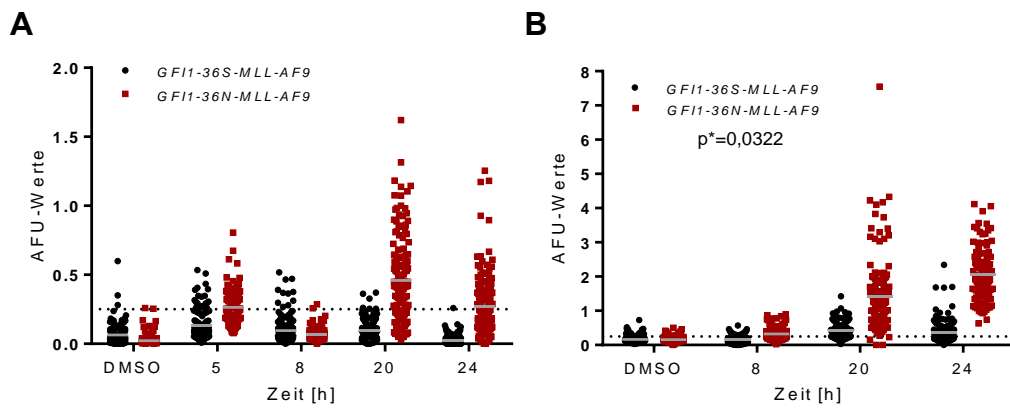 A
GFI1-36S-MLL-AF9
GFI1-36N-MLL-AF9
AFU-Werte
2.0
1.5
1.0
0.5
0.0
DMSO 5 8 20 24
Zeit [h]
B
GFI1-36S-MLL-AF9
GFI1-36N-MLL-AF9
p*=0,0322
AFU-Werte
8
7
6
5
4
3
2
1
0
DMSO 8 20 24
Zeit [h]